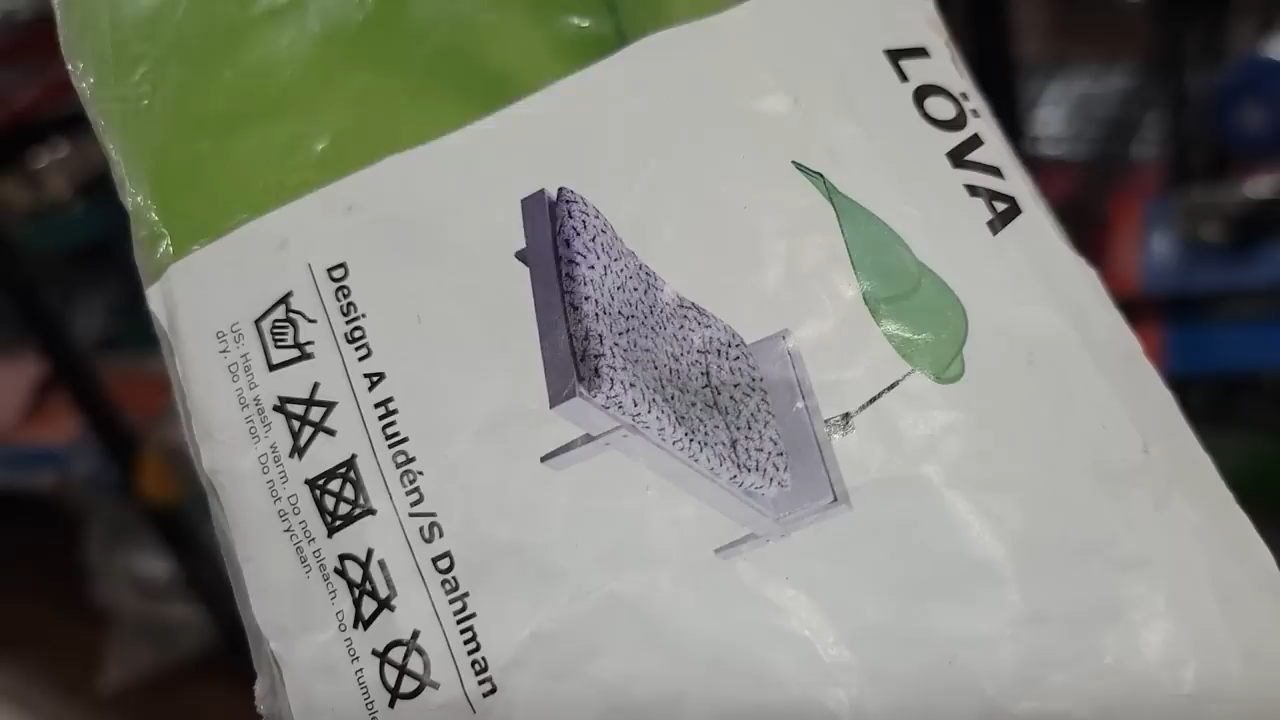 LÖVA
Design A Huldén/S Dahlman
US: Hand wash, warm. Do not bleach. Do not tumble
dry. Do not iron. Do not dryclean.